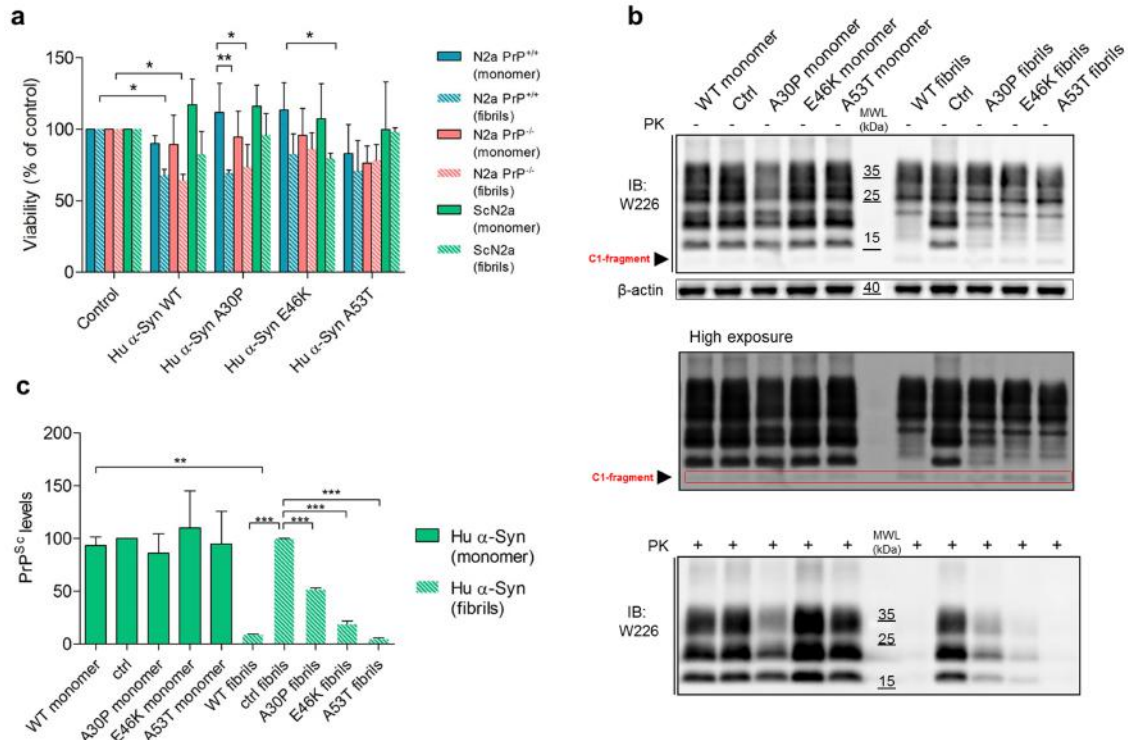 a
Viability (% of control)
150
100
50
0
Control
Hu α-Syn WT
Hu α-Syn A30P
Hu α-Syn E46K
Hu α-Syn A53T
*
*
*
**
*
N2a PrP+/+
(monomer)
N2a PrP+/+
(fibrils)
N2a PrP-/-
(monomer)
N2a PrP-/-
(fibrils)
ScN2a
(monomer)
ScN2a
(fibrils)
b
WT monomer
Ctrl
A30P monomer
E46K monomer
A53T monomer
MWL
(kDa)
WT fibrils
Ctrl
A30P fibrils
E46K fibrils
A53T fibrils
PK - - - - - - - - - -
IB:
W226
35
25
15
C1-fragment
β-actin 40
High exposure
C1-fragment
PK + + + + + MWL + + + + +
(kDa)
IB:
W226
35
25
15
c
PrPSc levels
200
150
100
50
0
WT monomer
ctrl
A30P monomer
E46K monomer
A53T monomer
WT fibrils
ctrl fibrils
A30P fibrils
E46K fibrils
A53T fibrils
**
***
***
***
***
Hu α-Syn
(monomer)
Hu α-Syn
(fibrils)